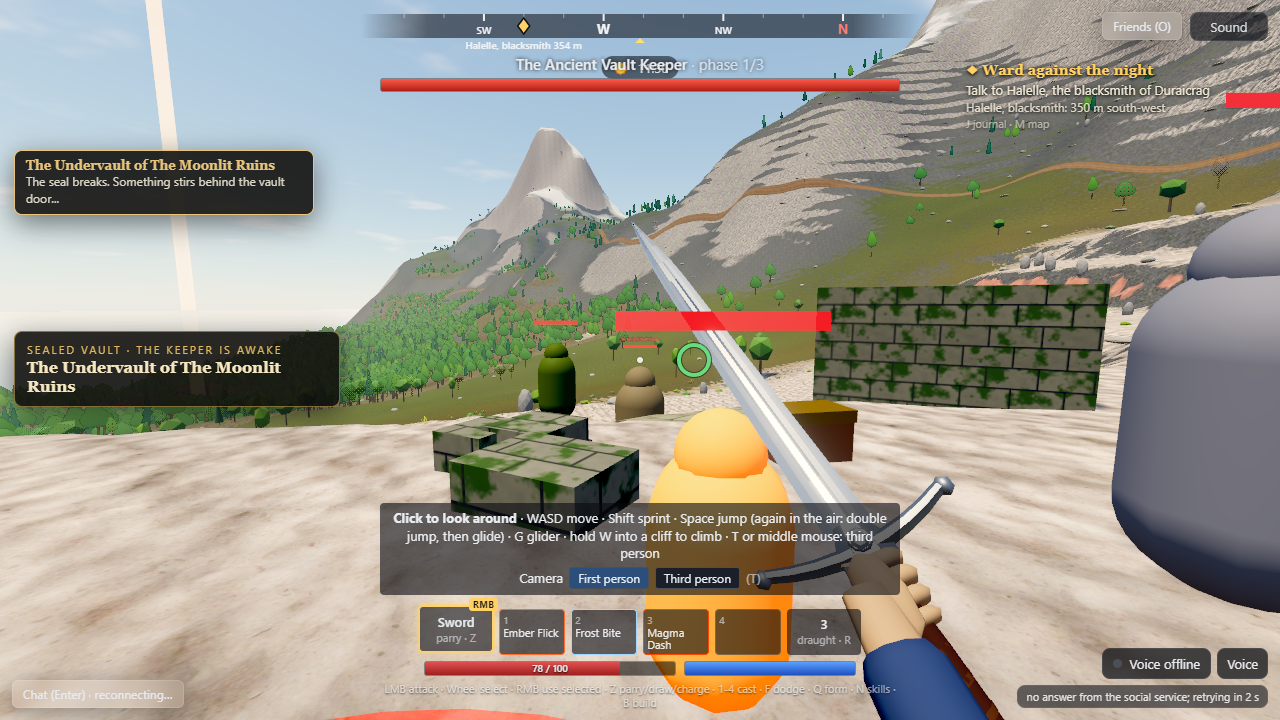 SW
W
NW
N
Halelle, blacksmith 354 m
The Ancient Vault Keeper · phase 1/3
Friends (O)
Sound
◆ Ward against the night
Talk to Halelle, the blacksmith of Duraicrag
Halelle, blacksmith: 350 m south-west
J journal · M map
The Undervault of The Moonlit Ruins
The seal breaks. Something stirs behind the vault
door...
SEALED VAULT · THE KEEPER IS AWAKE
The Undervault of The Moonlit
Ruins
Click to look around · WASD move · Shift sprint · Space jump (again in the air: double
jump, then glide) · G glider · hold W into a cliff to climb · T or middle mouse: third
person
Camera
First person
Third person
(T)
RMB
Sword
parry · Z
1
Ember Flick
2
Frost Bite
3
Magma
Dash
4
3
draught · R
78 / 100
LMB attack · Wheel select · RMB use selected · Z parry/draw/charge · 1-4 cast · F dodge · Q form · N skills ·
B build
Chat (Enter) · reconnecting...
Voice offline
Voice
no answer from the social service; retrying in 2 s